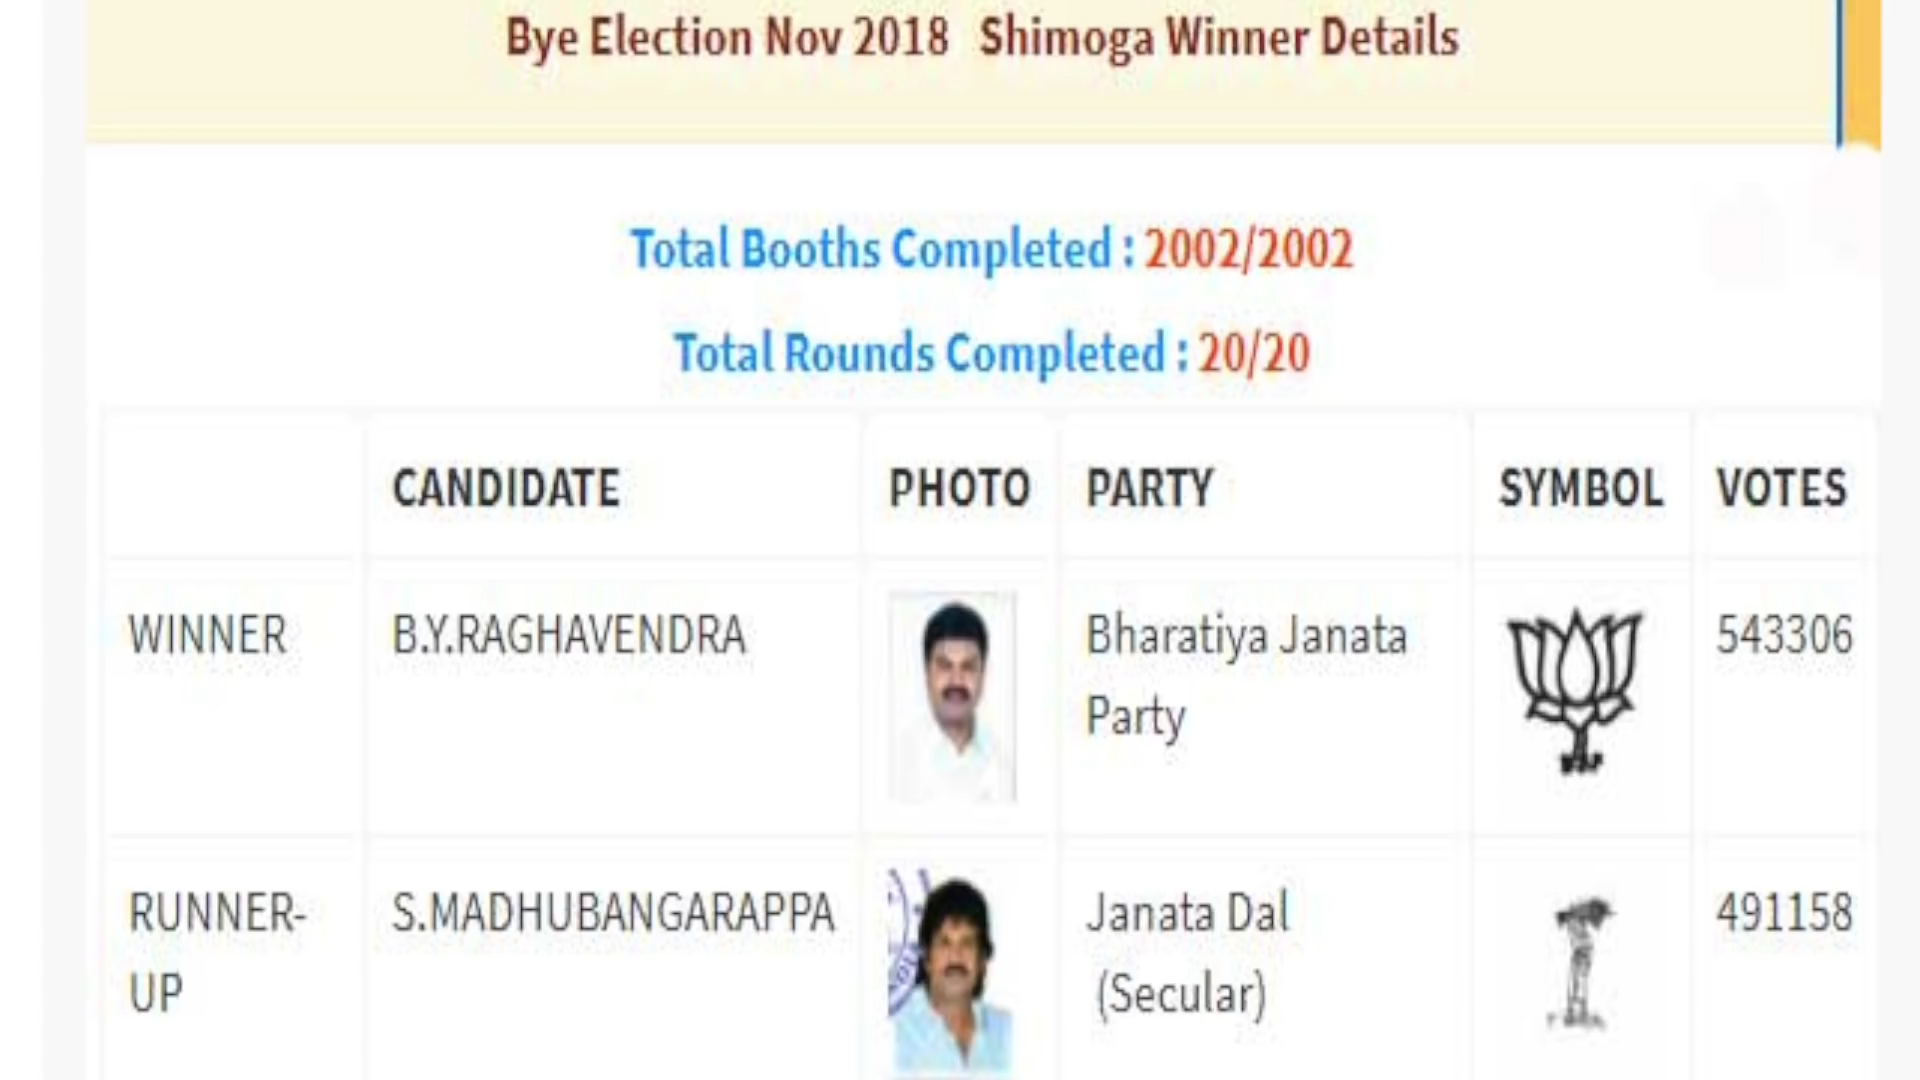 Bye Election Nov 2018 Shimoga Winner Details
Total Booths Completed : 2002/2002
Total Rounds Completed : 20/20
CANDIDATE PHOTO PARTY SYMBOL VOTES
WINNER B.Y.RAGHAVENDRA Bharatiya Janata Party 543306
RUNNER-UP S.MADHUBANGARAPPA Janata Dal (Secular) 491158